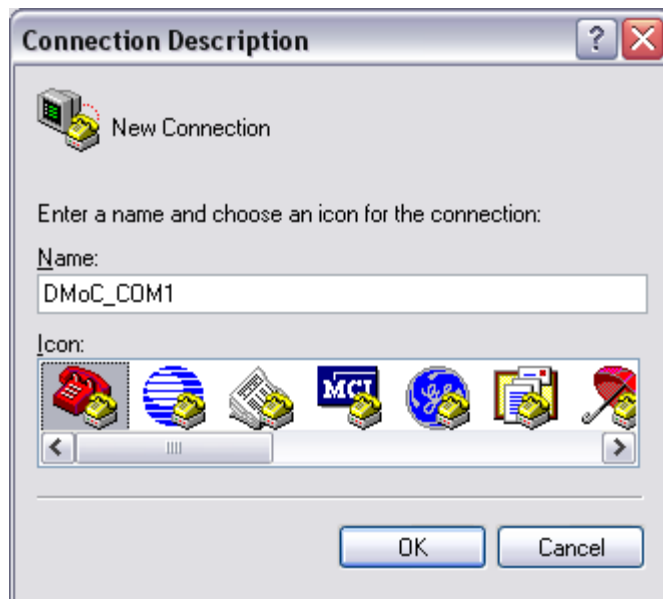 Connection Description
New Connection
Enter a name and choose an icon for the connection:
Name:
DMoC_COM1
Icon:
MCI
OK Cancel